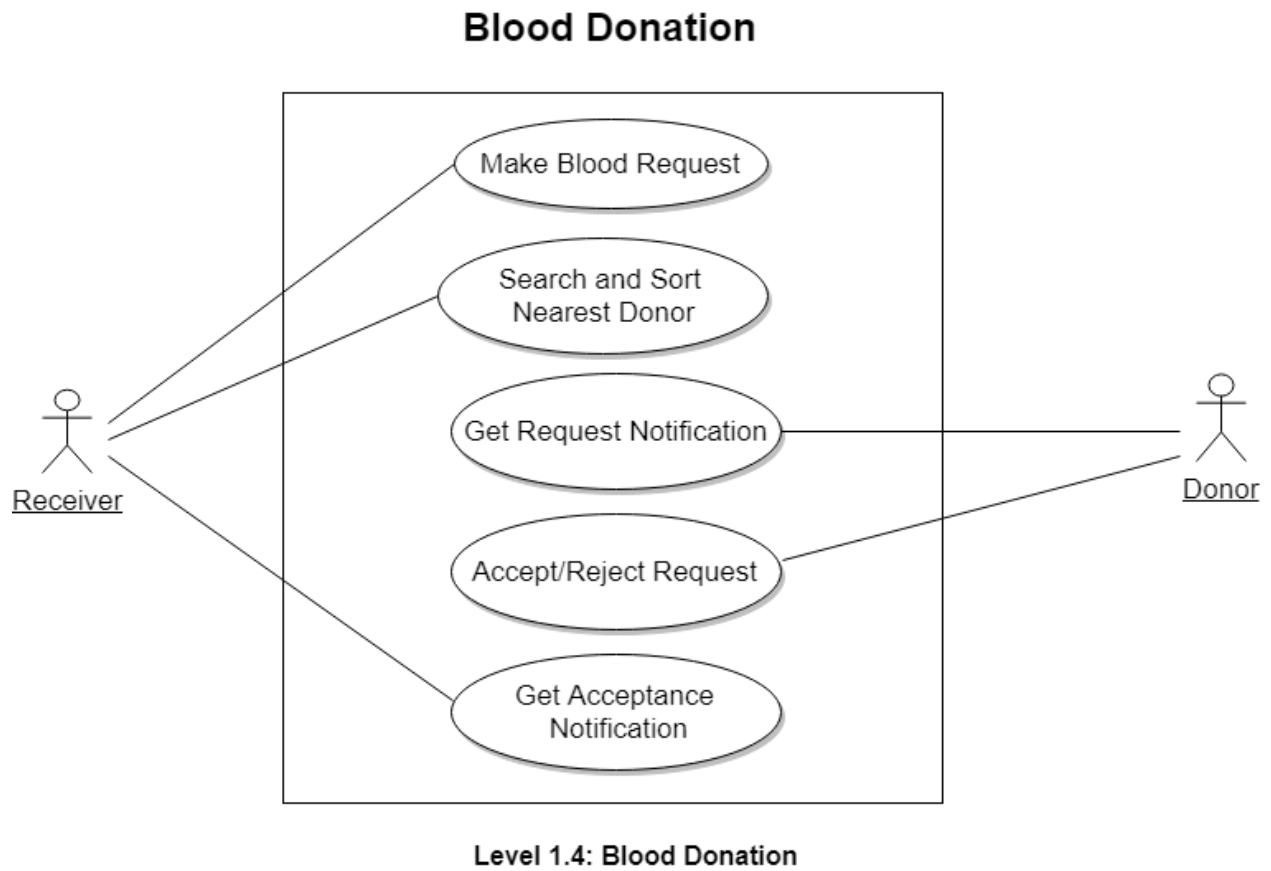 Blood Donation
Make Blood Request
Search and Sort
Nearest Donor
Get Request Notification
Receiver
Donor
Accept/Reject Request
Get Acceptance
Notification
Level 1.4: Blood Donation